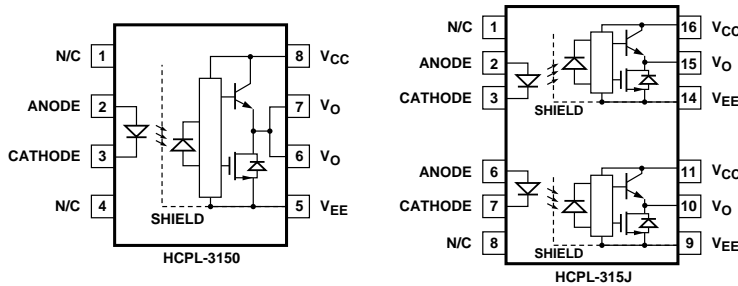 N/C 1
ANODE 2
CATHODE 3
N/C 4
8 VCC
7 VO
6 VO
5 VEE
SHIELD
HCPL-3150
N/C 1
ANODE 2
CATHODE 3
16 VCC
15 VO
14 VEE
SHIELD
ANODE 6
CATHODE 7
N/C 8
11 VCC
10 VO
9 VEE
SHIELD
HCPL-315J